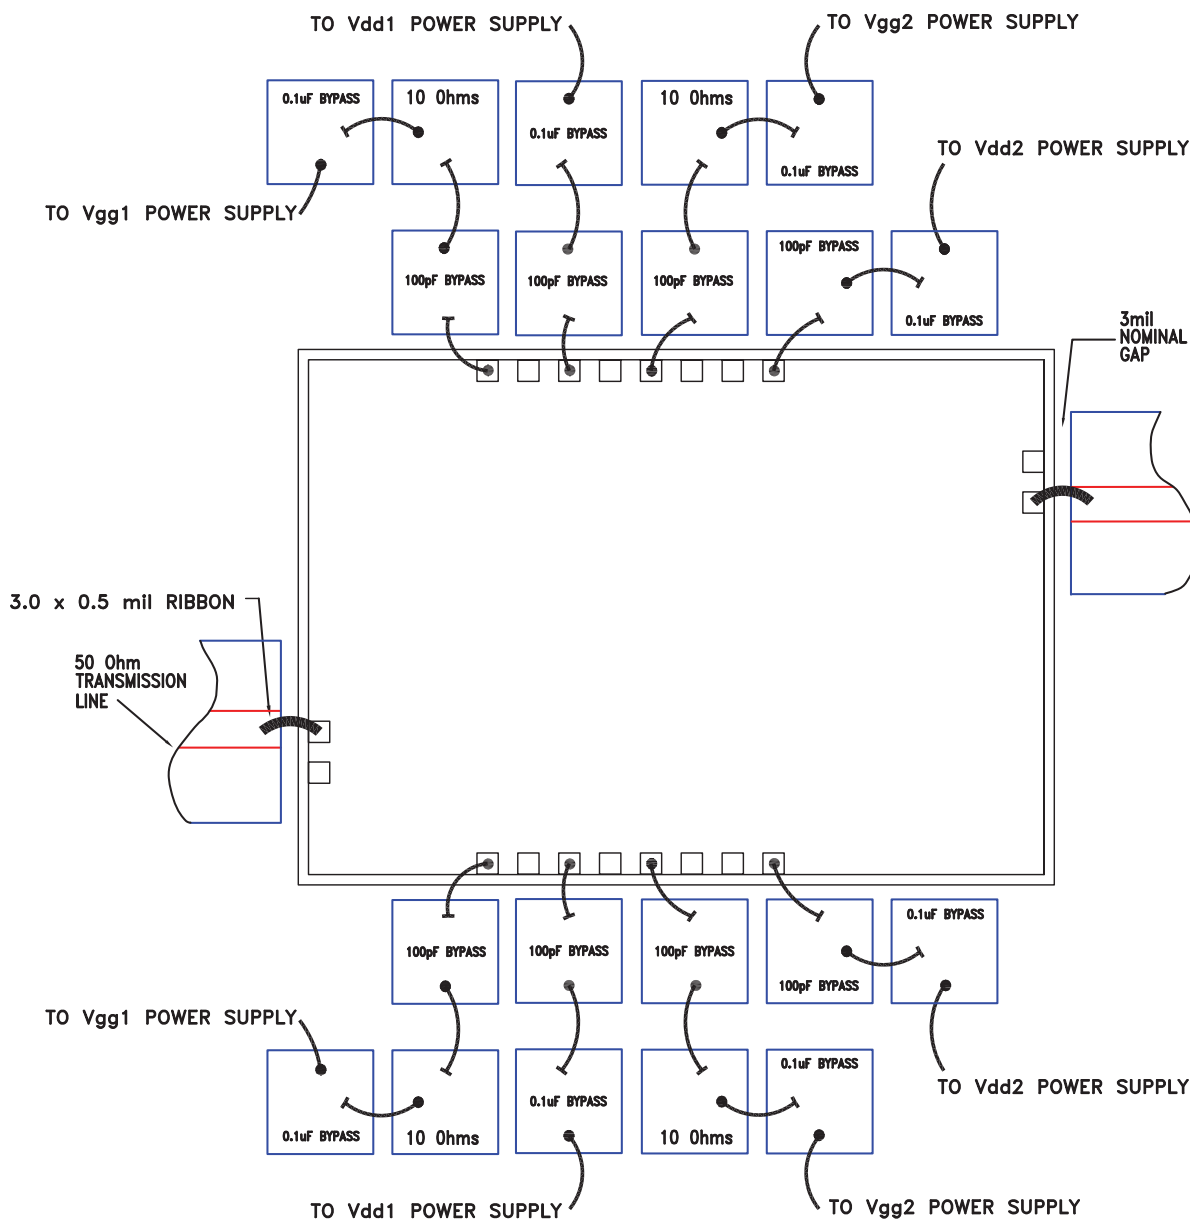 TO Vdd1 POWER SUPPLY
TO Vgg2 POWER SUPPLY
0.1uF BYPASS
10 Ohms
0.1uF BYPASS
10 Ohms
0.1uF BYPASS
TO Vdd2 POWER SUPPLY
TO Vgg1 POWER SUPPLY
100pF BYPASS
100pF BYPASS
100pF BYPASS
100pF BYPASS
0.1uF BYPASS
3mil
NOMINAL
GAP
3.0 x 0.5 mil RIBBON
50 Ohm
TRANSMISSION
LINE
100pF BYPASS
100pF BYPASS
100pF BYPASS
100pF BYPASS
0.1uF BYPASS
TO Vgg1 POWER SUPPLY
0.1uF BYPASS
10 Ohms
0.1uF BYPASS
10 Ohms
0.1uF BYPASS
TO Vdd2 POWER SUPPLY
TO Vdd1 POWER SUPPLY
TO Vgg2 POWER SUPPLY